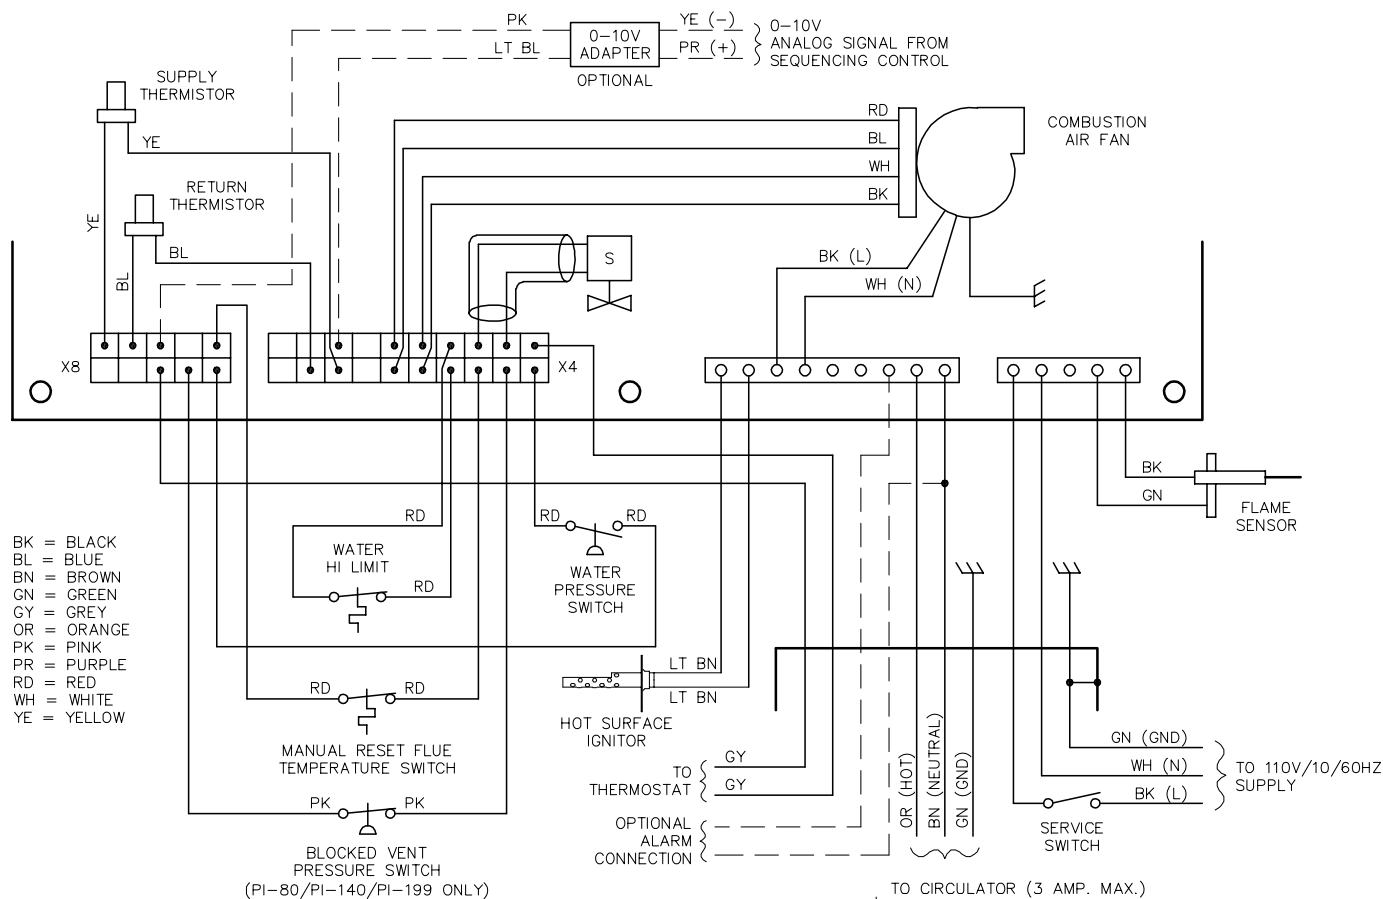 PK
YE (–)
0–10V
ADAPTER
OPTIONAL
LT BL
PR (+)
0–10V
ANALOG SIGNAL FROM
SEQUENCING CONTROL
SUPPLY
THERMISTOR
YE
YE
RETURN
THERMISTOR
BL
BL
RD
BL
WH
BK
COMBUSTION
AIR FAN
BK (L)
WH (N)
S
X8
X4
BK
GN
FLAME
SENSOR
RD
WATER
HI LIMIT
RD
RD
RD
WATER
PRESSURE
SWITCH
BK = BLACK
BL = BLUE
BN = BROWN
GN = GREEN
GY = GREY
OR = ORANGE
PK = PINK
PR = PURPLE
RD = RED
WH = WHITE
YE = YELLOW
RD
RD
MANUAL RESET FLUE
TEMPERATURE SWITCH
LT BN
LT BN
HOT SURFACE
IGNITOR
PK
PK
BLOCKED VENT
PRESSURE SWITCH
(PI–80/PI–140/PI–199 ONLY)
GY
GY
TO
THERMOSTAT
OPTIONAL
ALARM
CONNECTION
OR (HOT)
BN (NEUTRAL)
GN (GND)
TO CIRCULATOR (3 AMP. MAX.)
GN (GND)
WH (N)
BK (L)
TO 110V/10/60HZ
SUPPLY
SERVICE
SWITCH